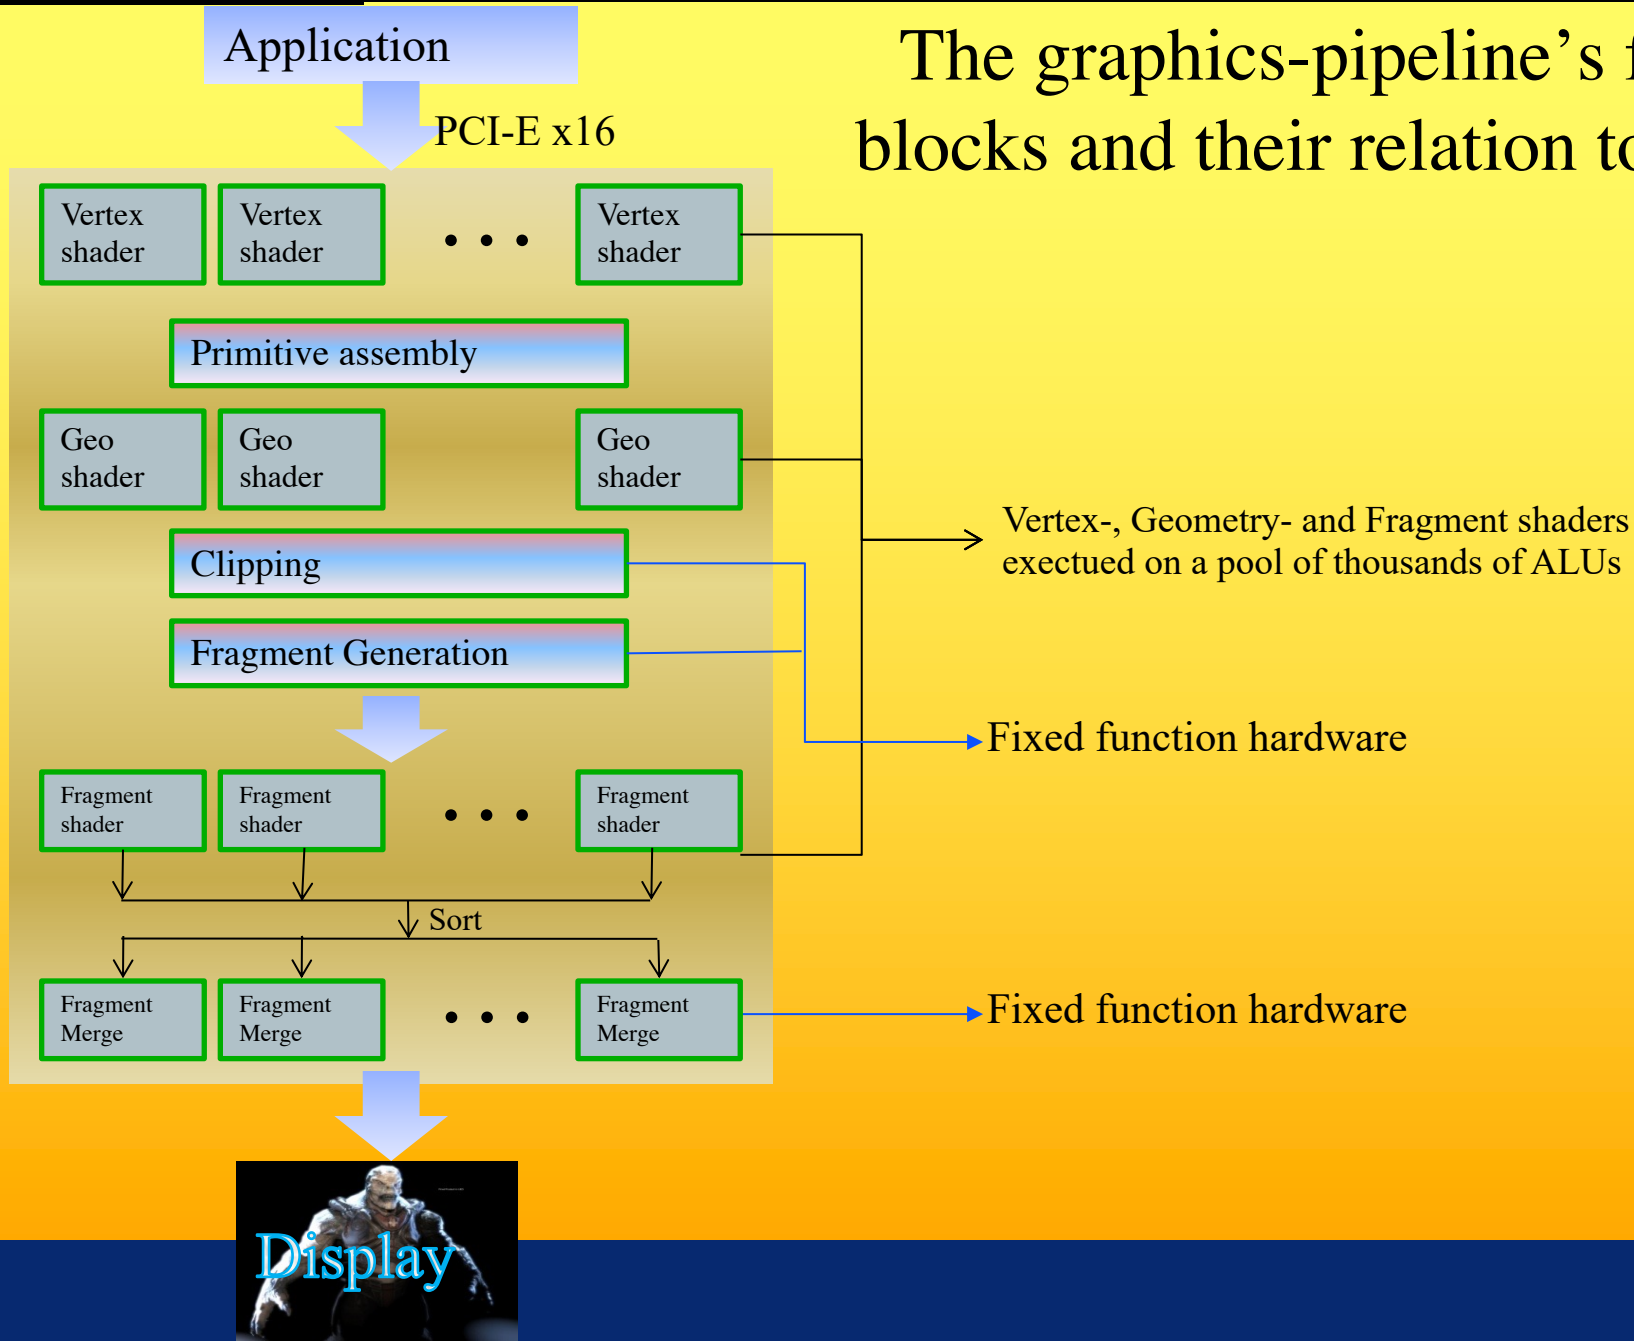 Application
The graphics-pipeline’s
blocks and their relation
PCI-E x16
Vertex
shader
Vertex
shader
• • •
Vertex
shader
Primitive assembly
Geo
shader
Geo
shader
Geo
shader
Vertex-, Geometry- and Fragment shaders
exectued on a pool of thousands of ALUs
Clipping
Fragment Generation
Fixed function hardware
Fragment
shader
Fragment
shader
• • •
Fragment
shader
Sort
Fragment
Merge
Fragment
Merge
• • •
Fragment
Merge
Fixed function hardware
Display